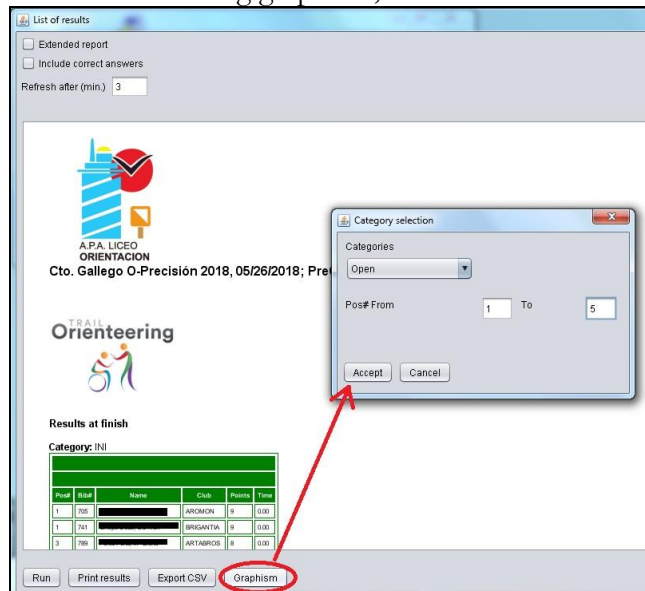 List of results
Extended report
Include correct answers
Refresh after (min.) 3
A.P.A. LICEO
ORIENTACION
Cto. Gallego O-Precisión 2018, 05/26/2018; Pre
TRAIL
Orienteering
Results at finish
Category: INI
Pos# Bib# Name Club Points Time
1 705 AROMON 9 0.00
1 741 BRIGANTIA 9 0.00
3 789 ARTABROS 8 0.00
Run Print results Export CSV Graphism
Category selection
Categories
Open
Pos# From 1 To 5
Accept Cancel